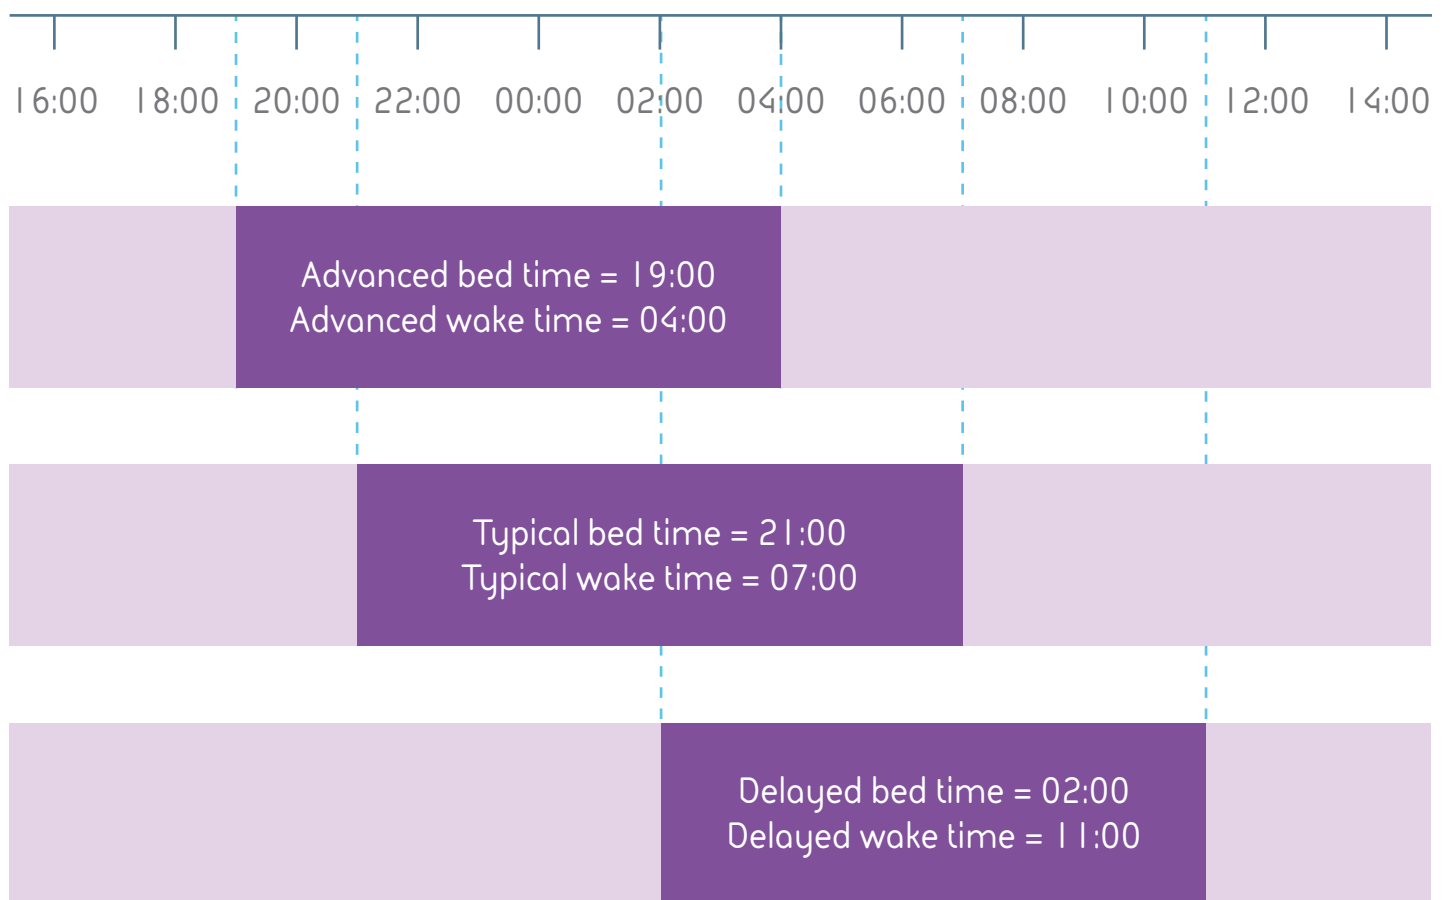 16:00 18:00 20:00 22:00 00:00 02:00 04:00 06:00 08:00 10:00 12:00 14:00
Advanced bed time = 19:00
Advanced wake time = 04:00
Typical bed time = 21:00
Typical wake time = 07:00
Delayed bed time = 02:00
Delayed wake time = 11:00